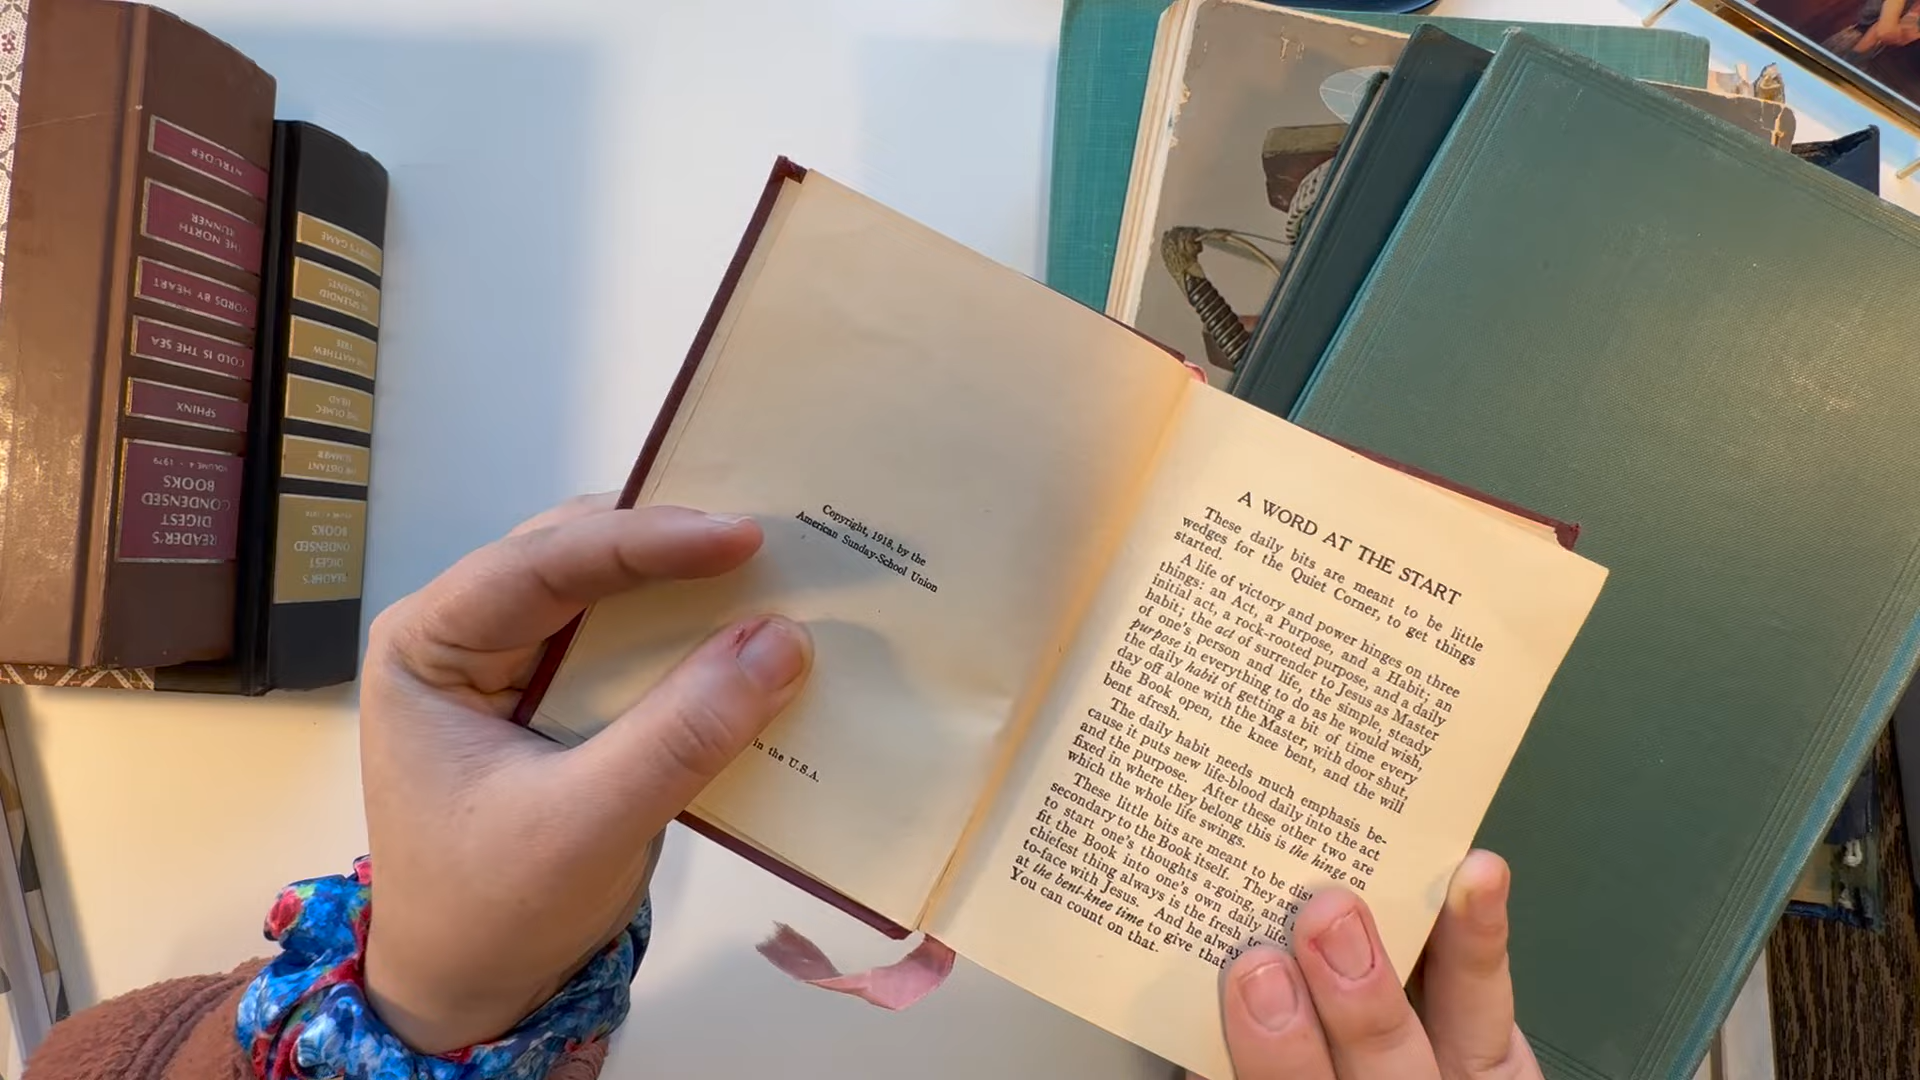 INTRUDER
THE NORTH
RUNNER
WORDS BY HEART
COLD IS THE SEA
SPHINX
VOLUME 4 • 1979
READER'S
DIGEST
CONDENSED
BOOKS
GAME
SPLENDID
TORMENTS
THE MATTHEW
TREE
THE OLMEC
HEAD
THE DISTANT
SUMMER
READER'S
DIGEST
CONDENSED
BOOKS
Copyright, 1918, by the
American Sunday-School Union
in the U.S.A.
A WORD AT THE START
These daily bits are meant to be little
wedges for the Quiet Corner, to get things
started.
A life of victory and power hinges on three
things: an Act, a Purpose, and a Habit; an
initial act, a rock-rooted purpose, and a daily
habit; the act of surrender to Jesus as Master
of one's person and life, the simple, steady
purpose in everything to do as he would wish,
the daily habit of getting a bit of time every
day off alone with the Master, with door shut,
the Book open, the knee bent, and the will
bent afresh.
The daily habit needs much emphasis be-
cause it puts new life-blood daily into the act
and the purpose. After these other two are
fixed in where they belong this is the hinge on
which the whole life swings.
These little bits are meant to be dist
secondary to the Book itself. They are
to start one's thoughts a-going, and
fit the Book into one's own daily life.
chiefest thing always is the fresh
to-face with Jesus. And he alway
at the bent-knee time to give that
You can count on that.